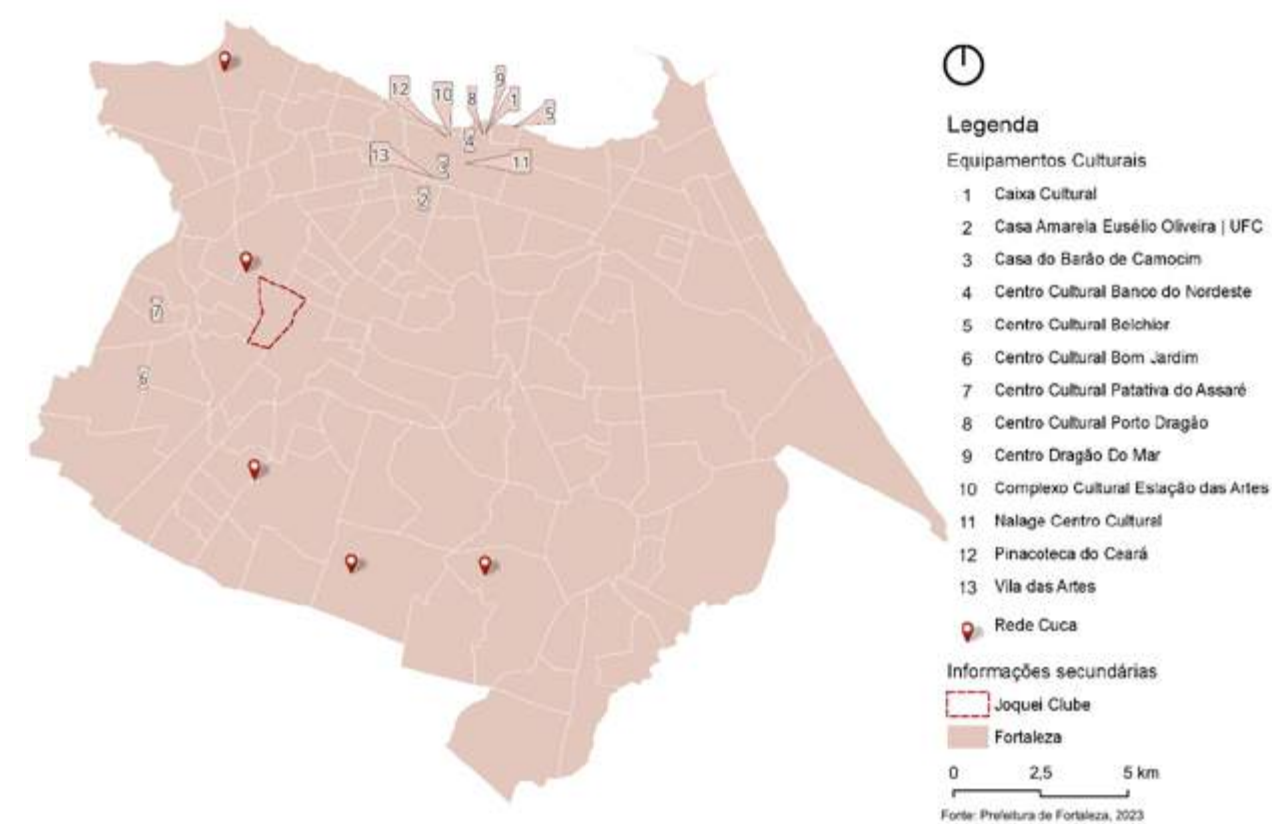 12
10
8
9
1
5
4
13
3
11
2
7
6
Legenda
Equipamentos Culturais
1 Caixa Cultural
2 Casa Amarela Eusélio Oliveira | UFC
3 Casa do Barão de Camocim
4 Centro Cultural Banco do Nordeste
5 Centro Cultural Belchior
6 Centro Cultural Bom Jardim
7 Centro Cultural Patativa do Assaré
8 Centro Cultural Porto Dragão
9 Centro Dragão Do Mar
10 Complexo Cultural Estação das Artes
11 Nalage Centro Cultural
12 Pinacoteca do Ceará
13 Vila das Artes
Rede Cuca
Informações secundárias
Joquei Clube
Fortaleza
0 2,5 5 km
Fonte: Prefeitura de Fortaleza, 2023